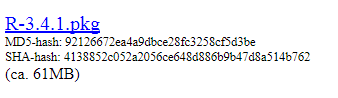 R-3.4.1.pkg
MD5-hash: 92126672ea4a9dbce28fc3258cf5d3be
SHA-hash: 4138852c052a2056ce648d886b9b47d8a514b762
(ca. 61MB)